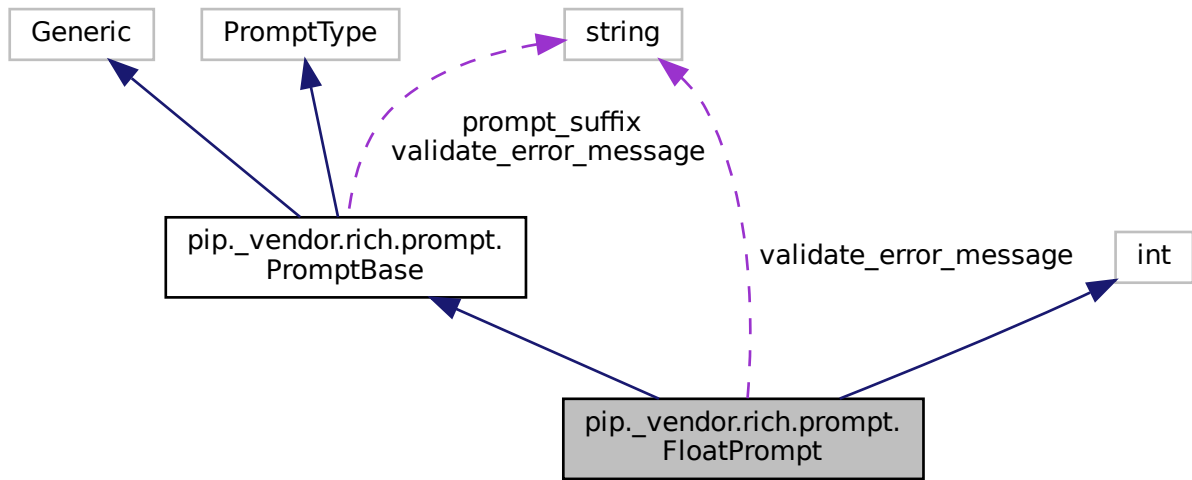 Generic
PromptType
string
prompt_suffix
validate_error_message
pip._vendor.rich.prompt.
PromptBase
validate_error_message
int
pip._vendor.rich.prompt.
FloatPrompt